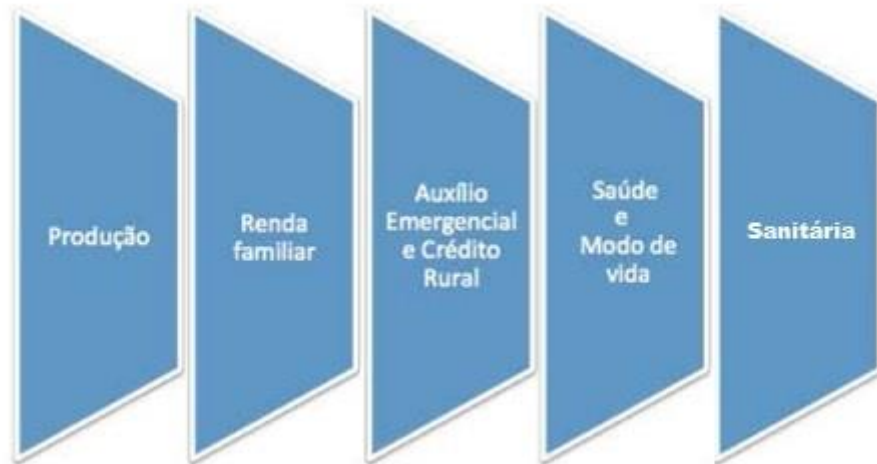 Produção
Renda
familiar
Auxílio
Emergencial
e Crédito
Rural
Saúde
e
Modo de
vida
Sanitária